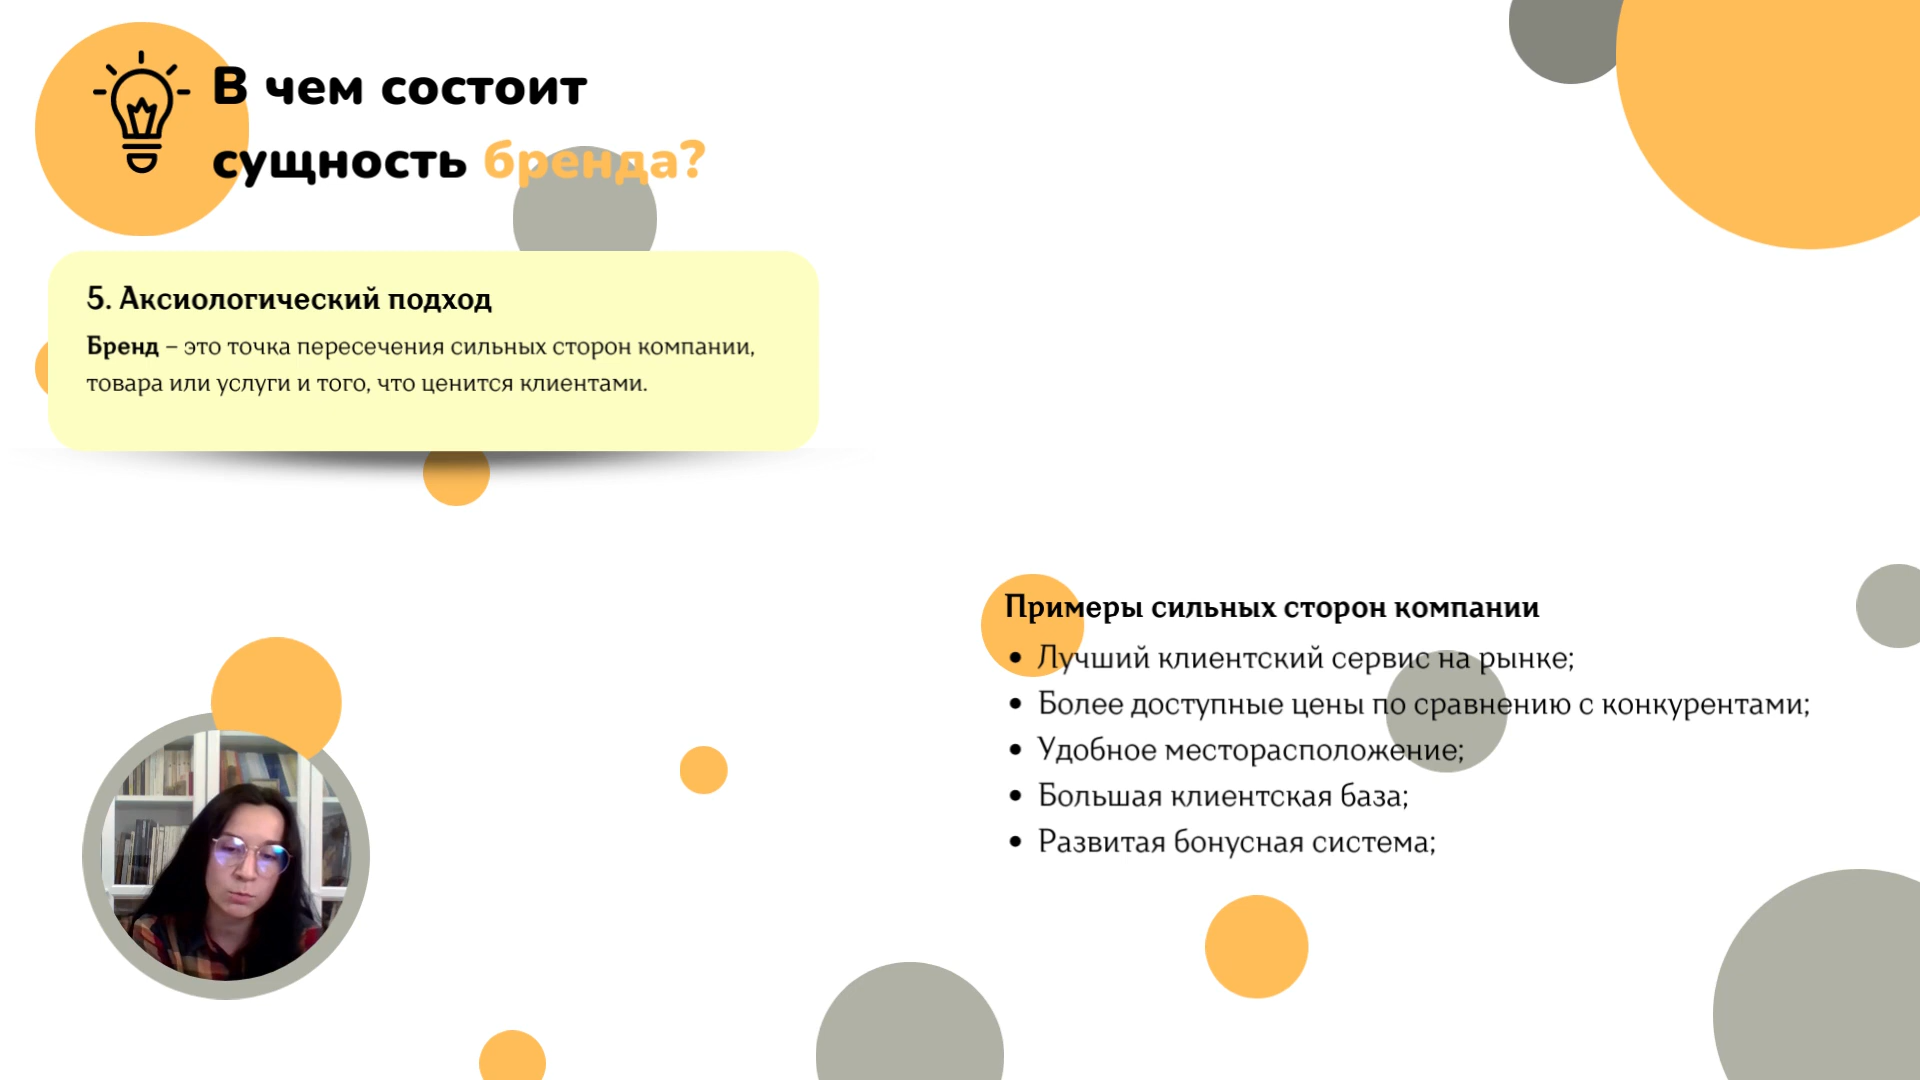 В чем состоит
сущность бренда?
5. Аксиологический подход
Бренд – это точка пересечения сильных сторон компании,
товара или услуги и того, что ценится клиентами.
Примеры сильных сторон компании
• Лучший клиентский сервис на рынке;
• Более доступные цены по сравнению с конкурентами;
• Удобное месторасположение;
• Большая клиентская база;
• Развитая бонусная система;